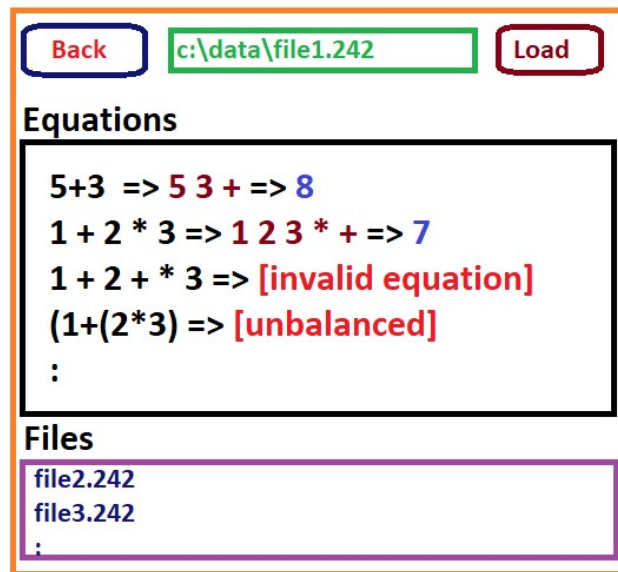 Back c:\data\file1.242 Load
Equations
5+3 => 5 3 + => 8
1 + 2 * 3 => 1 2 3 * + => 7
1 + 2 + * 3 => [invalid equation]
(1+(2*3) => [unbalanced]
:
Files
file2.242
file3.242
: